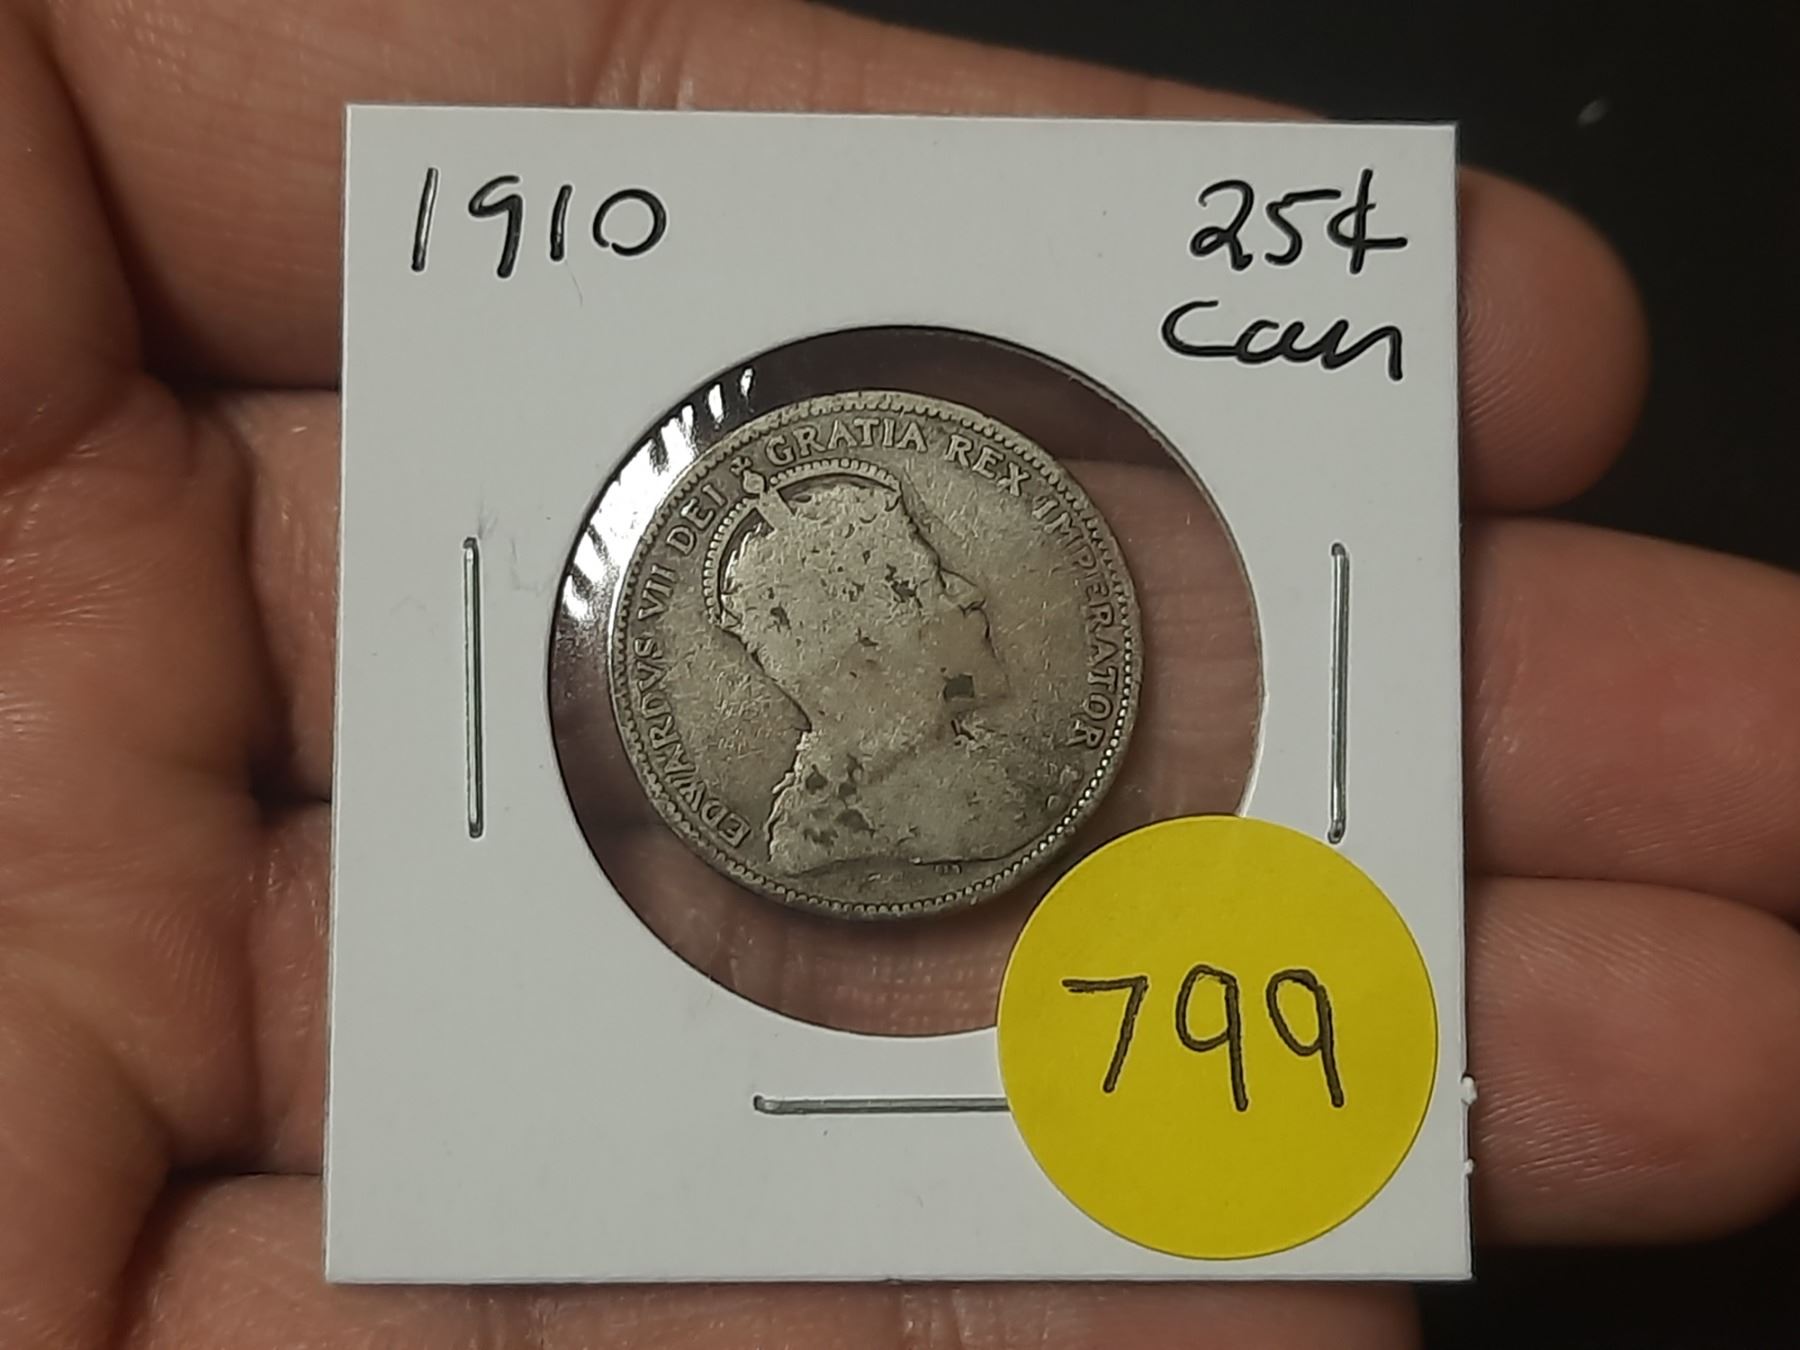 1910
25¢
Can
EDWARDVS VII DEI GRATIA REX IMPERATOR
799